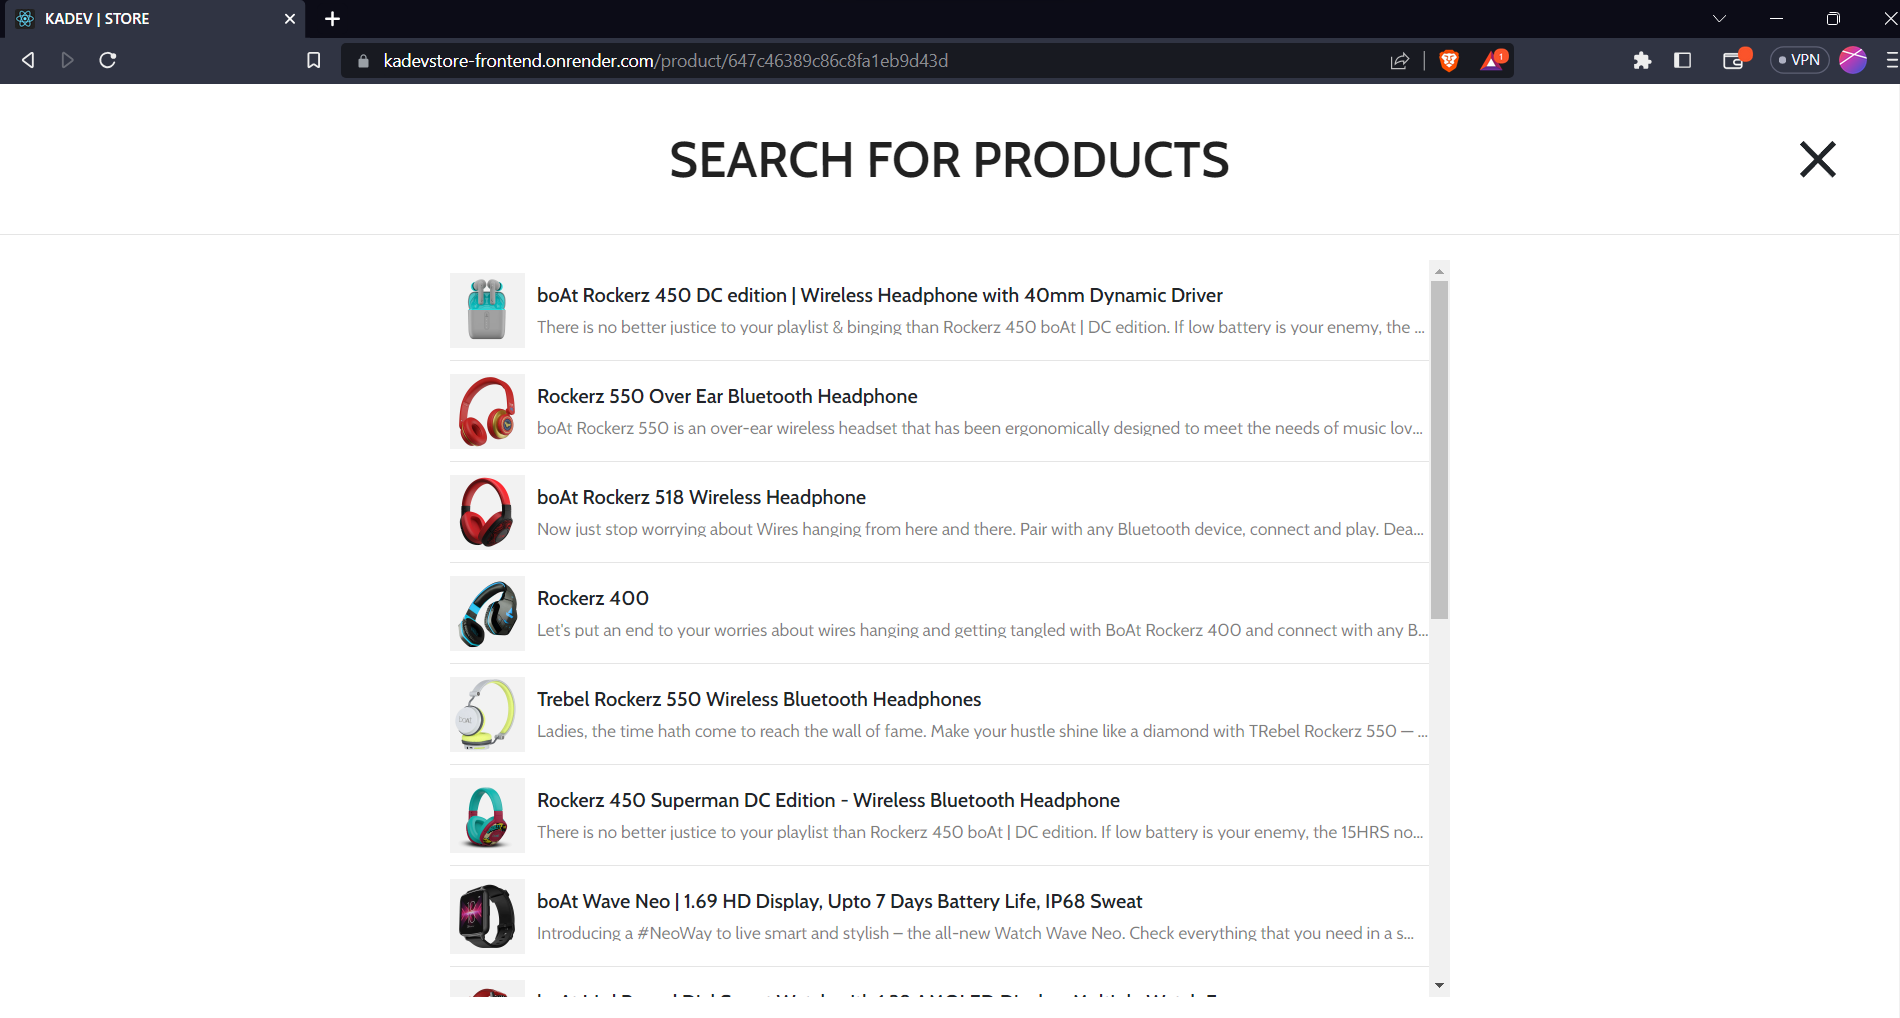 KADEV | STORE
kadevstore-frontend.onrender.com/product/647c46389c86c8fa1eb9d43d
1
VPN
SEARCH FOR PRODUCTS
boAt Rockerz 450 DC edition | Wireless Headphone with 40mm Dynamic Driver
There is no better justice to your playlist & binging than Rockerz 450 boAt | DC edition. If low battery is your enemy, the ...
Rockerz 550 Over Ear Bluetooth Headphone
boAt Rockerz 550 is an over-ear wireless headset that has been ergonomically designed to meet the needs of music lov...
boAt Rockerz 518 Wireless Headphone
Now just stop worrying about Wires hanging from here and there. Pair with any Bluetooth device, connect and play. Dea...
Rockerz 400
Let's put an end to your worries about wires hanging and getting tangled with BoAt Rockerz 400 and connect with any B...
Trebel Rockerz 550 Wireless Bluetooth Headphones
Ladies, the time hath come to reach the wall of fame. Make your hustle shine like a diamond with TRebel Rockerz 550 — ...
Rockerz 450 Superman DC Edition - Wireless Bluetooth Headphone
There is no better justice to your playlist than Rockerz 450 boAt | DC edition. If low battery is your enemy, the 15HRS no...
boAt Wave Neo | 1.69 HD Display, Upto 7 Days Battery Life, IP68 Sweat
Introducing a #NeoWay to live smart and stylish – the all-new Watch Wave Neo. Check everything that you need in a s...